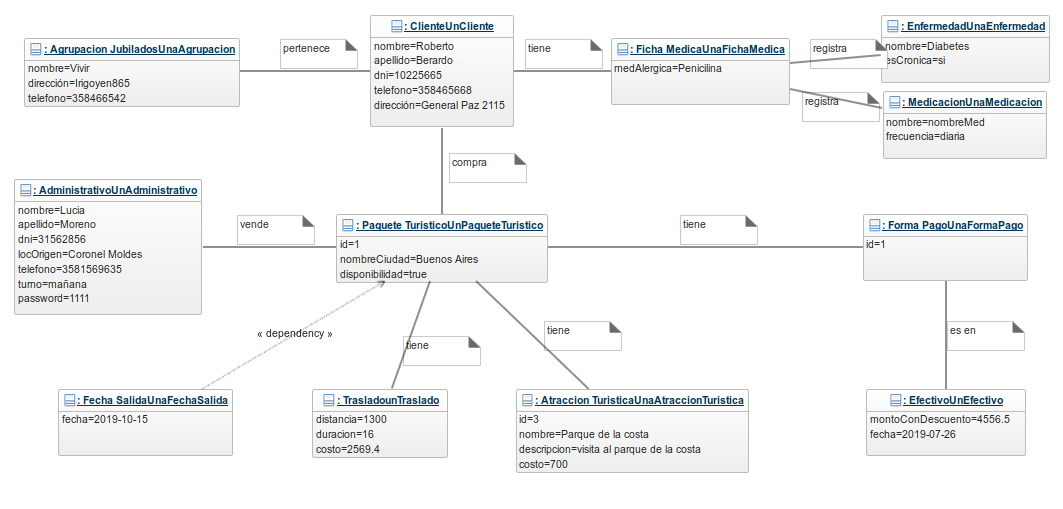 : Agrupacion JubiladosUnaAgrupacion
nombre=Vivir
dirección=Irigoyen865
telefono=358466542
pertenece
: ClienteUnCliente
nombre=Roberto
apellido=Berardo
dni=10225665
telefono=358465668
dirección=General Paz 2115
tiene
: Ficha MedicaUnaFichaMedica
medAlergica=Penicilina
registra
: EnfermedadUnaEnfermedad
nombre=Diabetes
esCronica=si
registra
: MedicacionUnaMedicacion
nombre=nombreMed
frecuencia=diaria
compra
: AdministrativoUnAdministrativo
nombre=Lucia
apellido=Moreno
dni=31562856
locOrigen=Coronel Moldes
telefono=3581569635
turno=mañana
password=1111
vende
: Paquete TuristicoUnPaqueteTuristico
id=1
nombreCiudad=Buenos Aires
disponibilidad=true
tiene
: Forma PagoUnaFormaPago
id=1
« dependency »
tiene
tiene
es en
: Fecha SalidaUnaFechaSalida
fecha=2019-10-15
: TrasladounTraslado
distancia=1300
duracion=16
costo=2569.4
: Atraccion TuristicaUnaAtraccionTuristica
id=3
nombre=Parque de la costa
descripcion=visita al parque de la costa
costo=700
: EfectivoUnEfectivo
montoConDescuento=4556.5
fecha=2019-07-26